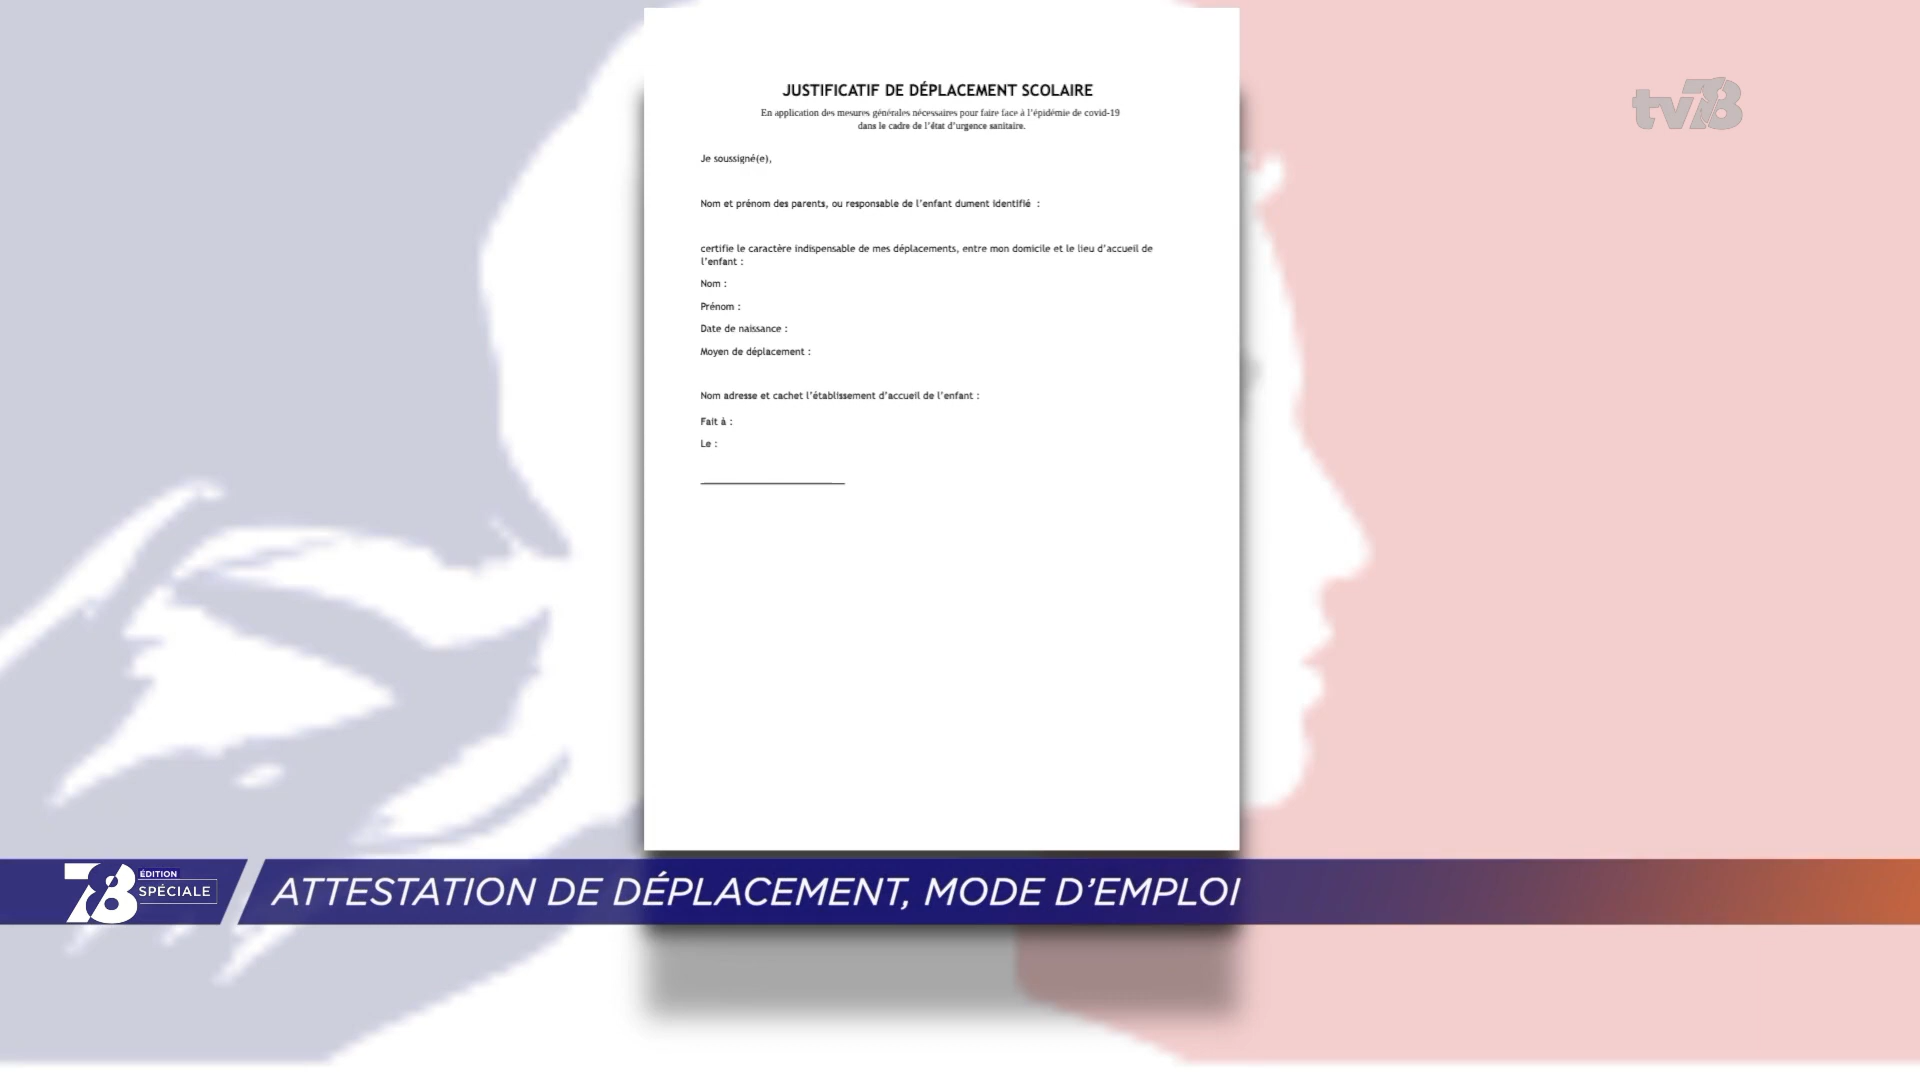 JUSTIFICATIF DE DÉPLACEMENT SCOLAIRE
En application des mesures générales nécessaires pour faire face à l'épidémie de covid-19
dans le cadre de l'état d'urgence sanitaire.
Je soussigné(e),
Nom et prénom des parents, ou responsable de l'enfant dument identifié :
certifie le caractère indispensable de mes déplacements, entre mon domicile et le lieu d'accueil de
l'enfant :
Nom :
Prénom :
Date de naissance :
Moyen de déplacement :
Nom adresse et cachet l'établissement d'accueil de l'enfant :
Fait à :
Le :
tv78
78 ÉDITION
SPÉCIALE
ATTESTATION DE DÉPLACEMENT, MODE D'EMPLOI